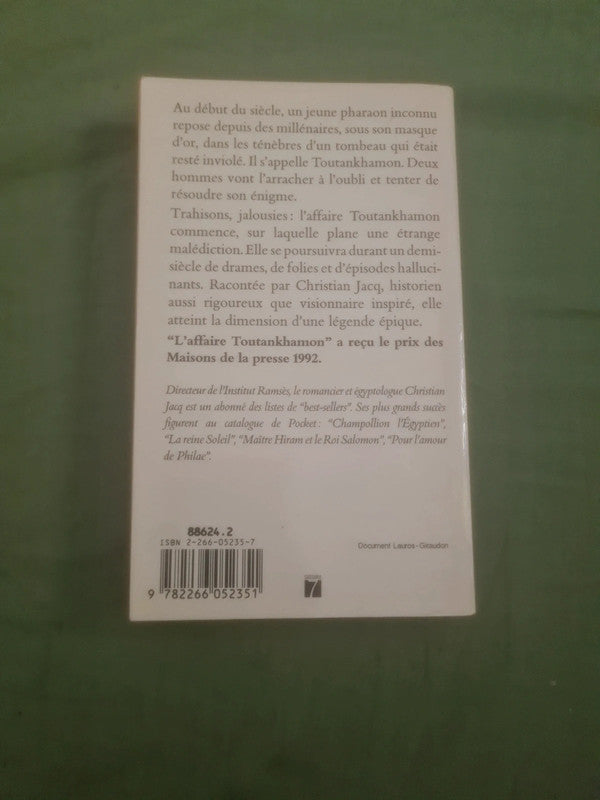 Au début du siècle, un jeune pharaon inconnu
repose depuis des millénaires, sous son masque
d'or, dans les ténèbres d'un tombeau qui était
resté inviolé. Il s'appelle Toutankhamon. Deux
hommes vont l'arracher à l'oubli et tenter de
résoudre son énigme.
Trahisons, jalousies : l'affaire Toutankhamon
commence, sur laquelle plane une étrange
malédiction. Elle se poursuivra durant un demi-
siècle de drames, de folies et d'épisodes halluci-
nants. Racontée par Christian Jacq, historien
aussi rigoureux que visionnaire inspiré, elle
atteint la dimension d'une légende épique.
“L'affaire Toutankhamon” a reçu le prix des
Maisons de la presse 1992.
Directeur de l'Institut Ramsès, le romancier et égyptologue Christian
Jacq est un abonné des listes de “best-sellers”. Ses plus grands succès
figurent au catalogue de Pocket : “Champollion l'Égyptien”,
“La reine Soleil”, “Maître Hiram et le Roi Salomon”, “Pour l'amour
de Philae”.
88624.2
ISBN 2-266-05235-7
Document Lauros-Giraudon
9 782266 052351
7